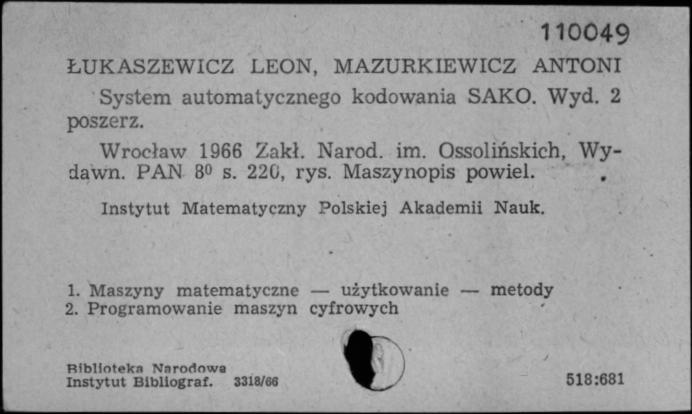 110049
ŁUKASZEWICZ LEON, MAZURKIEWICZ ANTONI
System automatycznego kodowania SAKO. Wyd. 2
poszerz.
Wrocław 1966 Zakł. Narod. im. Ossolińskich, Wy-
dawn. PAN 8⁰ s. 220, rys. Maszynopis powiel.
Instytut Matematyczny Polskiej Akademii Nauk.
1. Maszyny matematyczne — użytkowanie — metody
2. Programowanie maszyn cyfrowych
Biblioteka Narodowa
Instytut Bibliograf. 3318/66
518:681